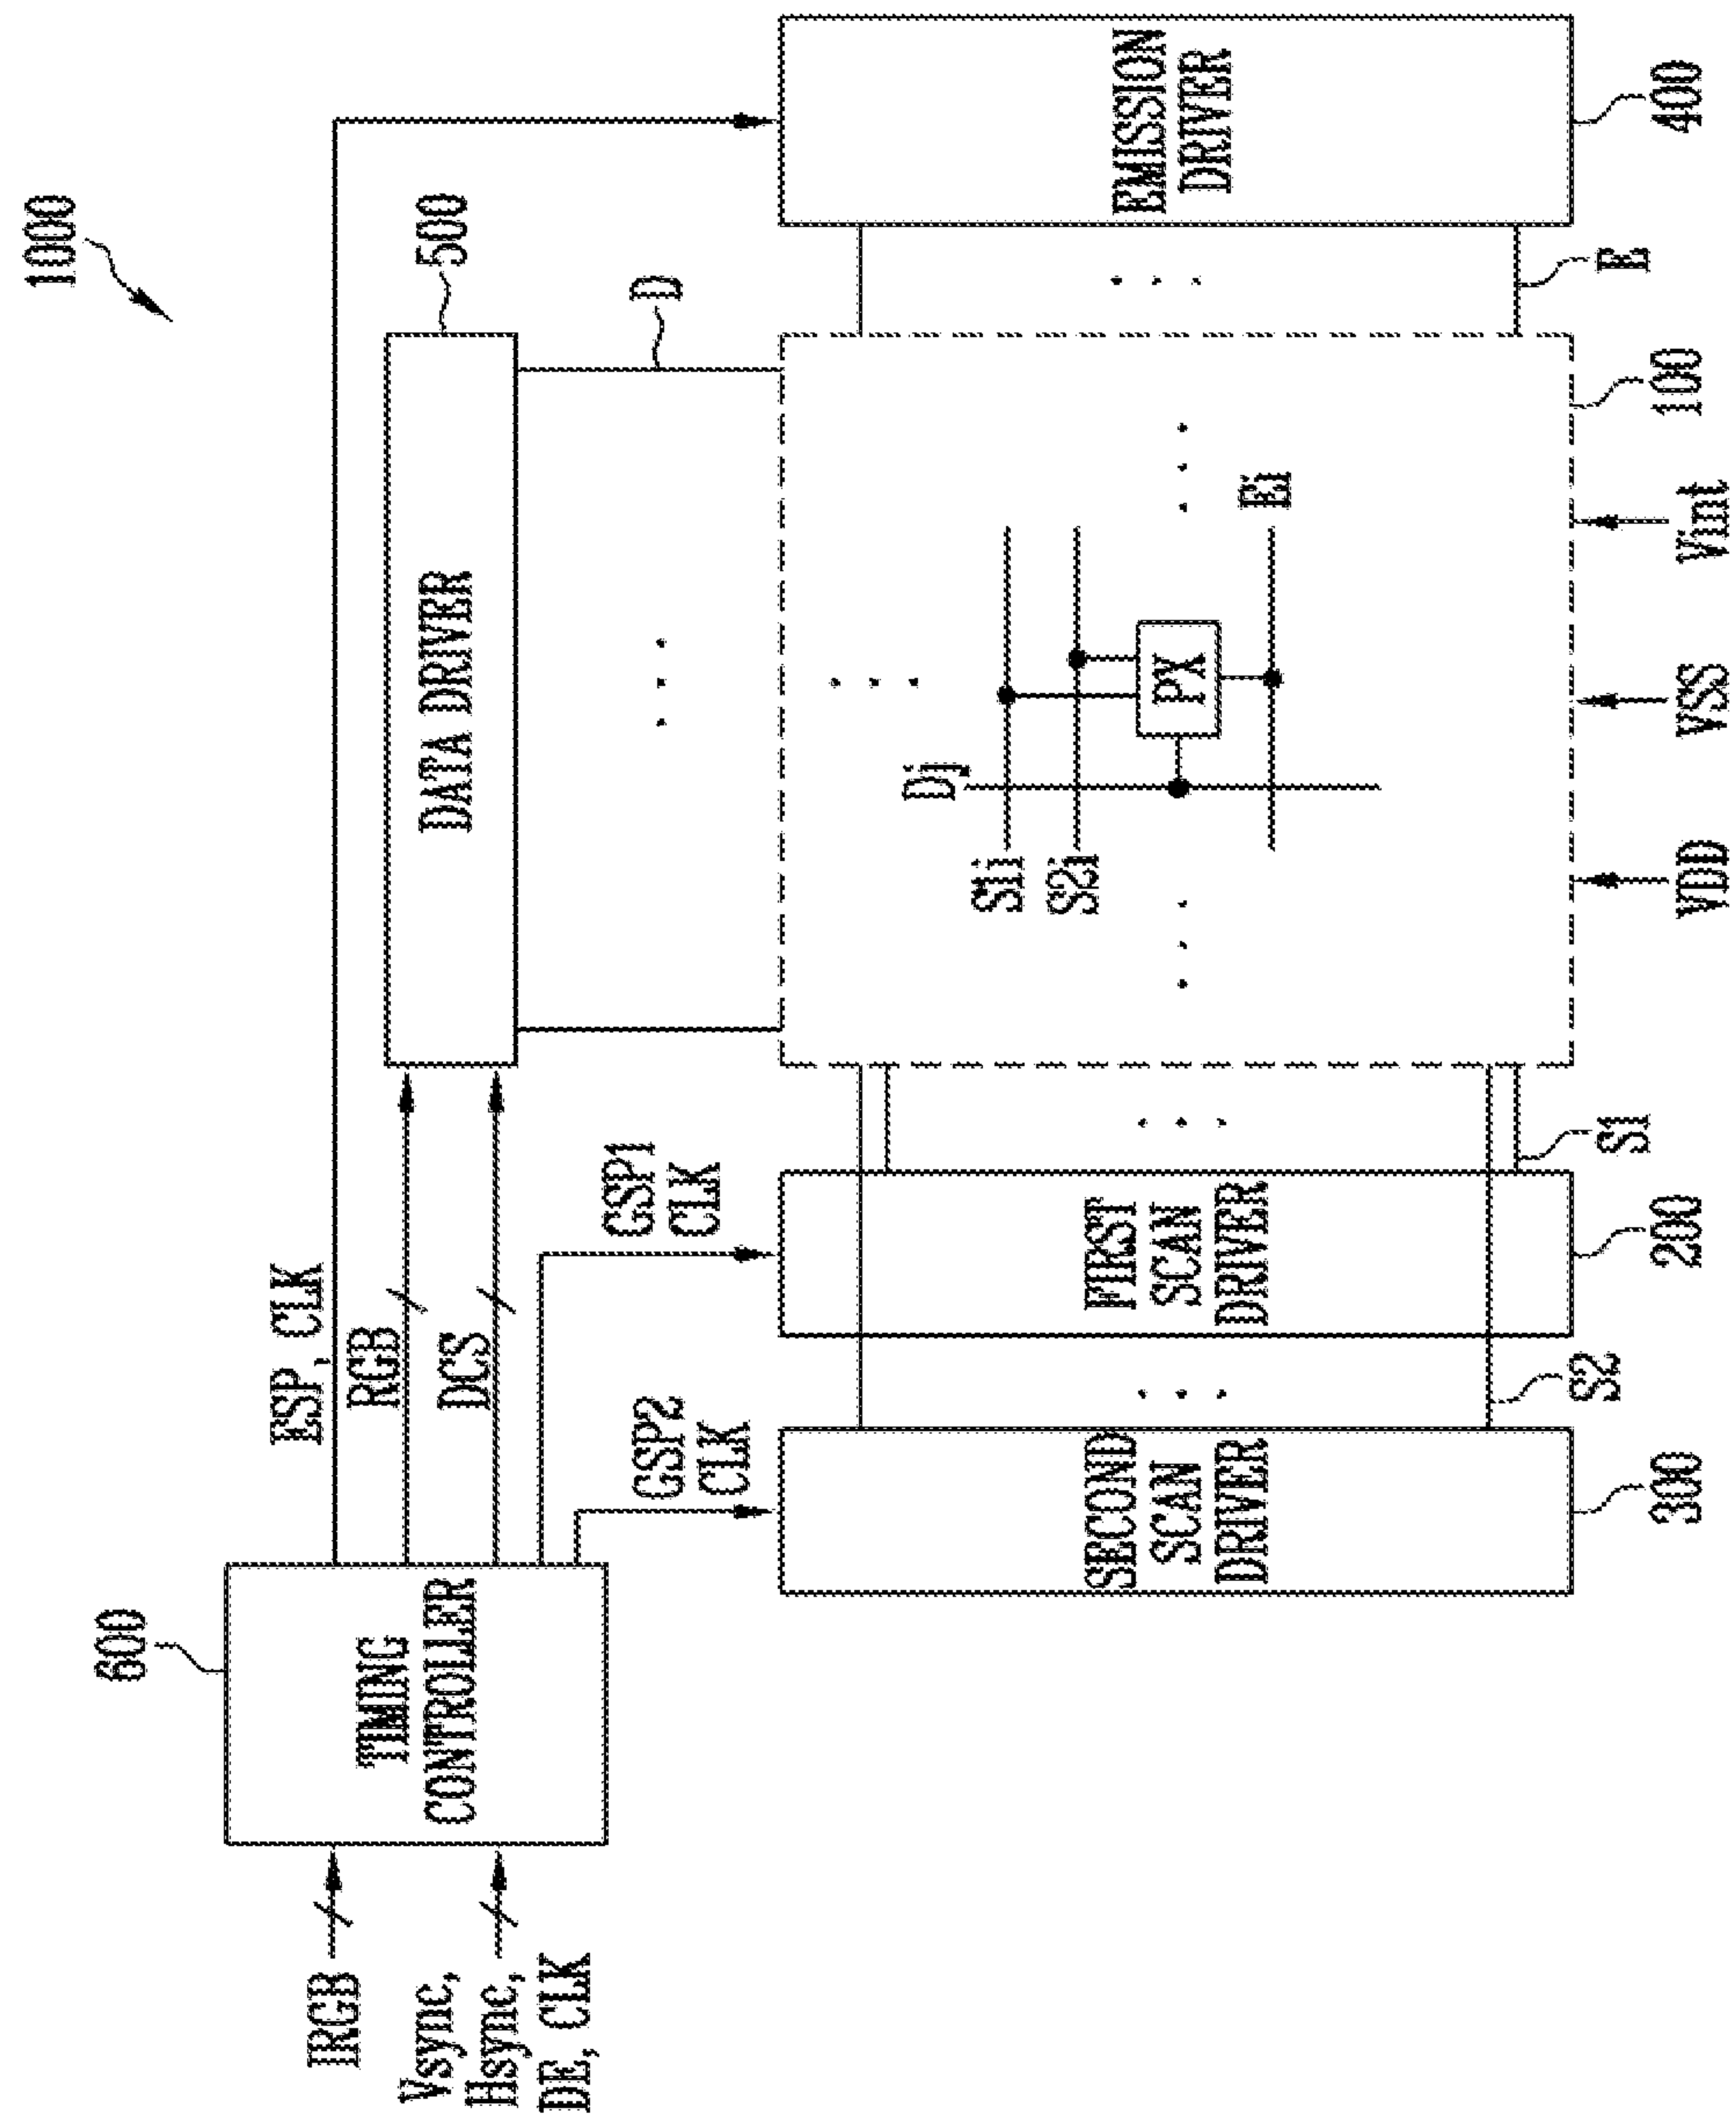 1000
600
ESP, CLK
IRGB
TIMING
CONTROLLER
RGB
DCS
DATA DRIVER
500
Vsync,
Hsync,
DE, CLK
GSP2
CLK
GSP1
CLK
D
SECOND
SCAN
DRIVER
FIRST
SCAN
DRIVER
Dj
S1i
S2i
PX
Ei
EMISSION
DRIVER
300
S2
200
S1
100
E
400
VDD
VSS
Vint